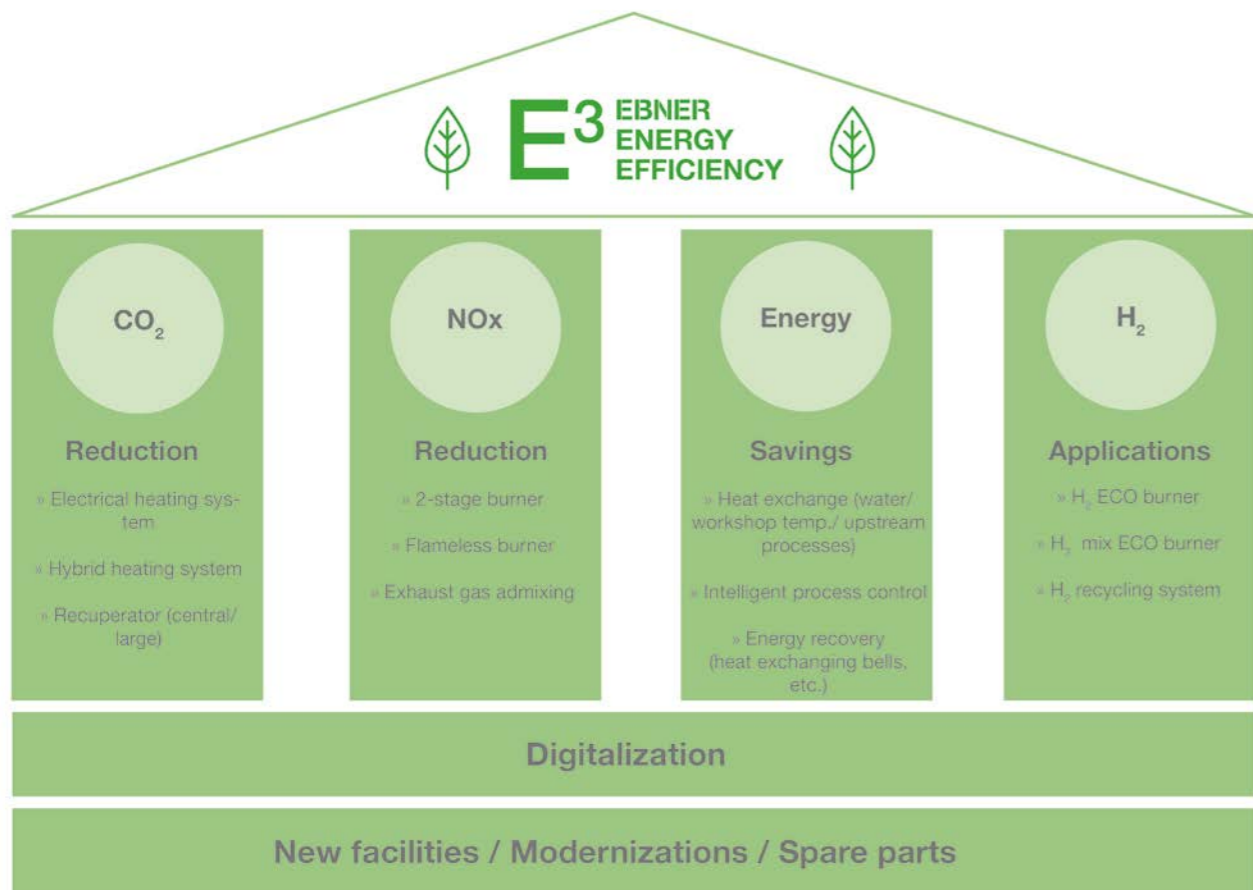 E³ EBNER
ENERGY
EFFICIENCY
CO₂
Reduction
» Electrical heating sys-
tem
» Hybrid heating system
» Recuperator (central/
large)
NOx
Reduction
» 2-stage burner
» Flameless burner
» Exhaust gas admixing
Energy
Savings
» Heat exchange (water/
workshop temp./ upstream
processes)
» Intelligent process control
» Energy recovery
(heat exchanging bells,
etc.)
H₂
Applications
» H₂ ECO burner
» H₂ mix ECO burner
» H₂ recycling system
Digitalization
New facilities / Modernizations / Spare parts